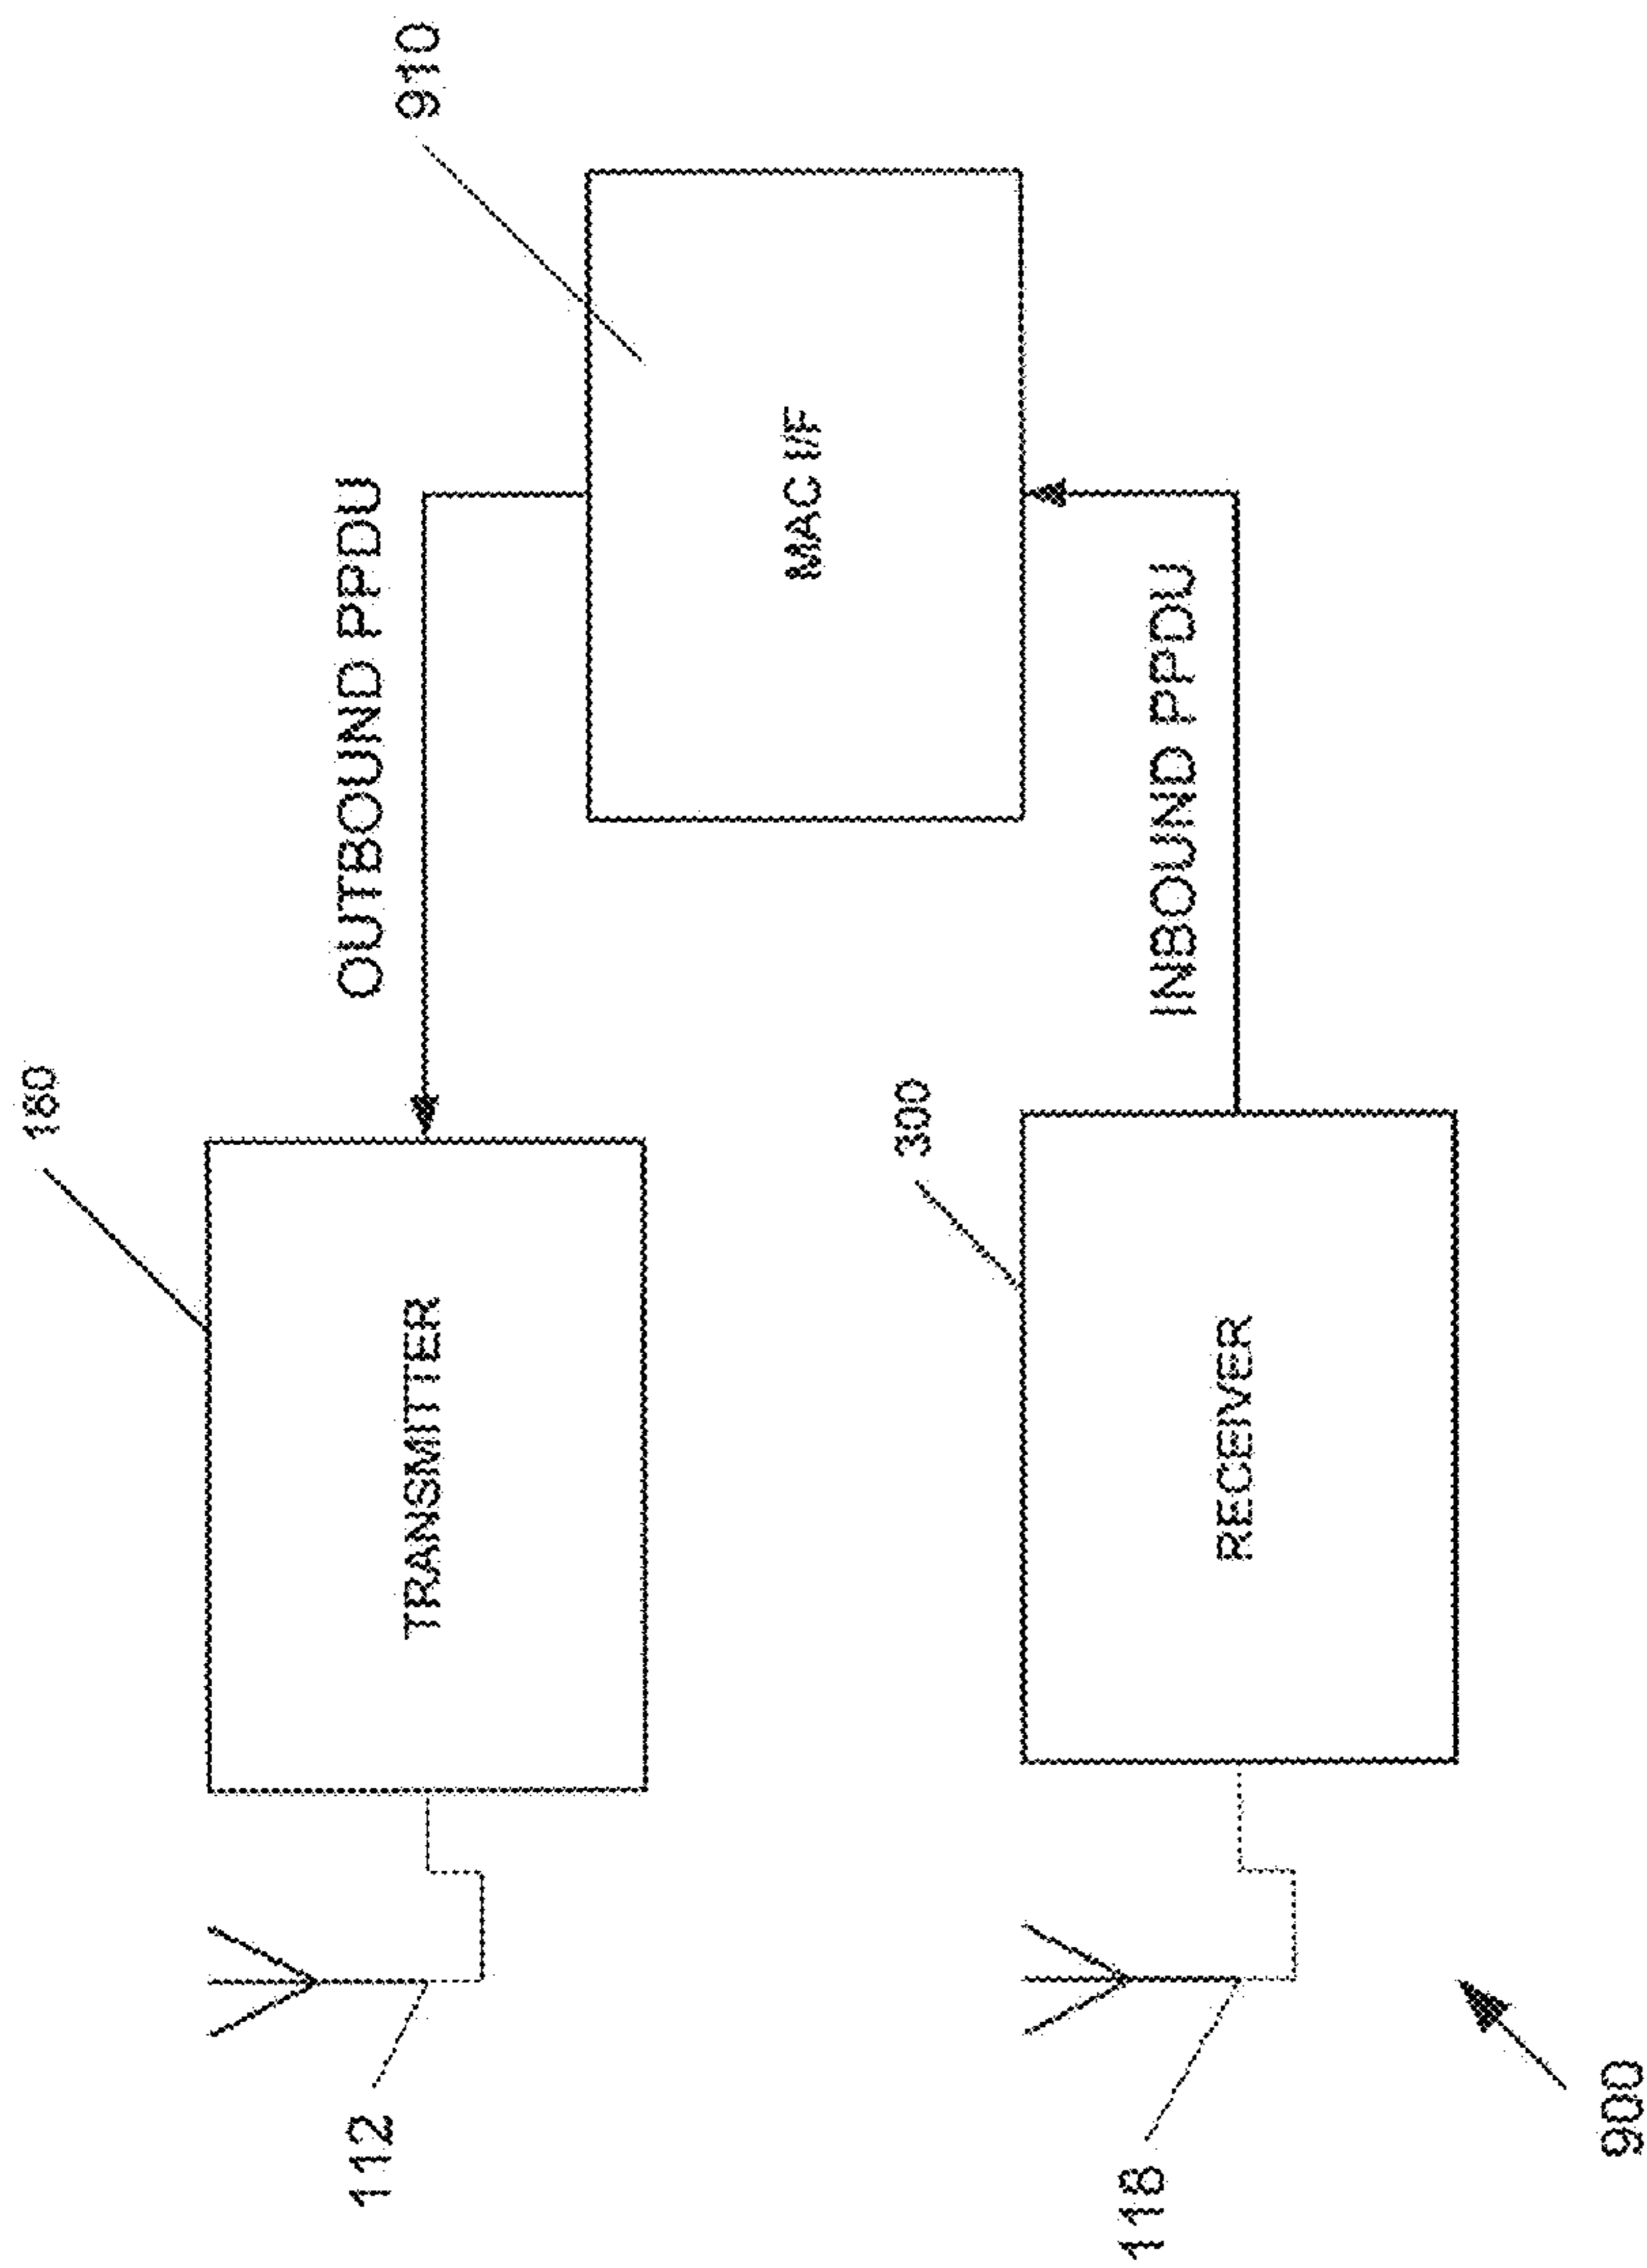 180
112
OUTBOUND PPDU
910
TRANSMITTER
MAC I/F
300
118
INBOUND PPDU
RECEIVER
900